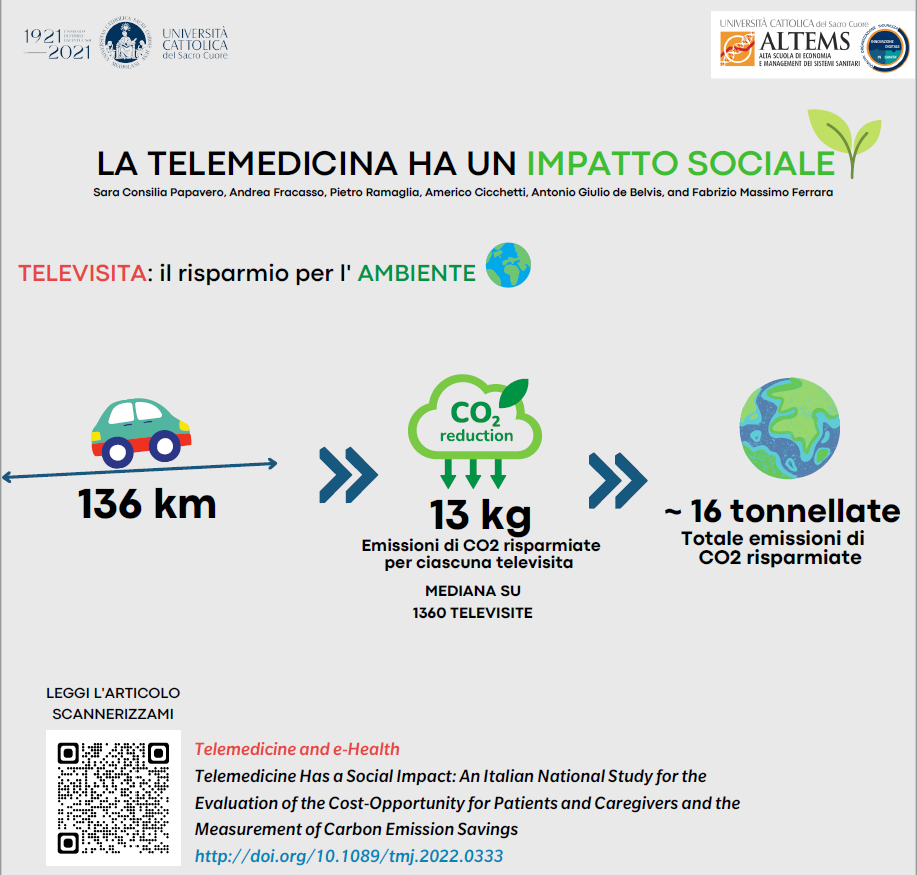 1921
2021
UNIVERSITÀ
CATTOLICA
del Sacro Cuore
UNIVERSITÀ CATTOLICA del Sacro Cuore
ALTEMS
ALTA SCUOLA DI ECONOMIA
E MANAGEMENT DEI SISTEMI SANITARI
INNOVAZIONE
DIGITALE
IN
SANITÀ
LA TELEMEDICINA HA UN IMPATTO SOCIALE
Sara Consilia Papavero, Andrea Fracasso, Pietro Ramaglia, Americo Cicchetti, Antonio Giulio de Belvis, and Fabrizio Massimo Ferrara
TELEVISITA: il risparmio per l' AMBIENTE
CO2
reduction
136 km
13 kg
Emissioni di CO2 risparmiate
per ciascuna televisita
MEDIANA SU
1360 TELEVISITE
~ 16 tonnellate
Totale emissioni di
CO2 risparmiate
LEGGI L'ARTICOLO
SCANNERIZZAMI
Telemedicine and e-Health
Telemedicine Has a Social Impact: An Italian National Study for the
Evaluation of the Cost-Opportunity for Patients and Caregivers and the
Measurement of Carbon Emission Savings
http://doi.org/10.1089/tmj.2022.0333